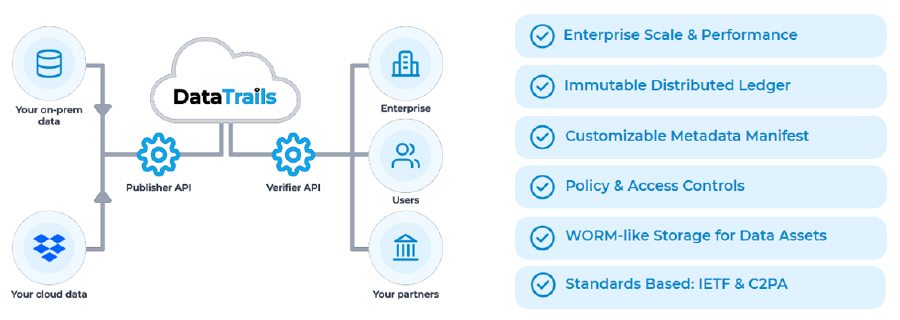 DataTrails
Your on-prem
data
Enterprise
Publisher API
Verifier API
Users
Your cloud data
Your partners
Enterprise Scale & Performance
Immutable Distributed Ledger
Customizable Metadata Manifest
Policy & Access Controls
WORM-like Storage for Data Assets
Standards Based: IETF & C2PA